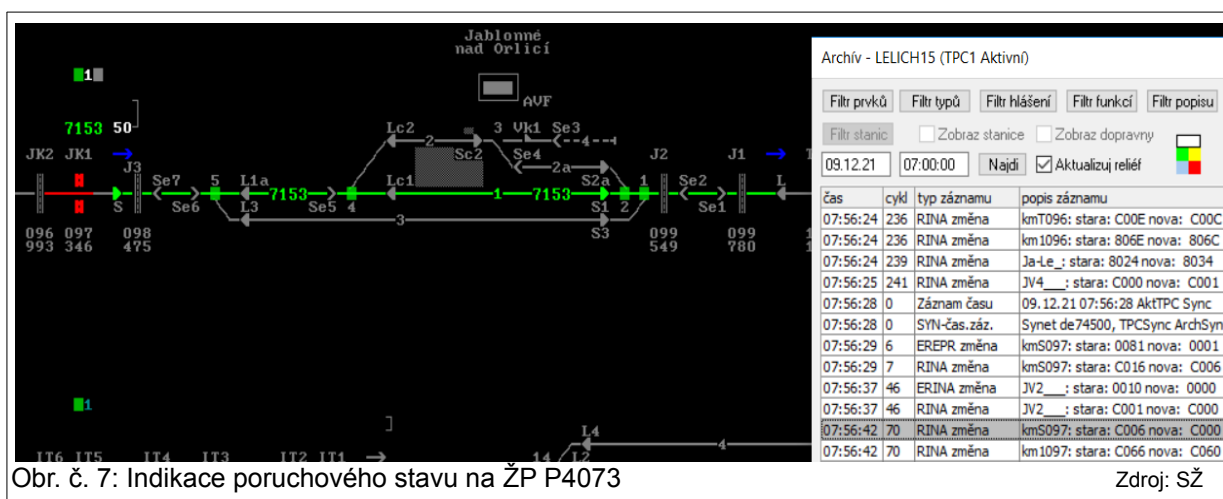 Jablonné
nad Orlicí
1
AVF
7153 50
Lc2 2 3 Vk1 Se3
4
JK2 JK1
J3
Sc2 Se4
2a
J2 J1
Se7 5 L1a
7153
Lc1
1 7153
S2a 1
Se2
L
S
Se6 L3
Se5 4
S1 2
Se1
3
S3
096 097 098
993 346 475
099 099
549 780
1
L4
4
IT6 IT5 IT4 IT3 IT2 IT1
14 L2
Archív - LELICH15 (TPC1 Aktivní)
Filtr prvků Filtr typů Filtr hlášení Filtr funkcí Filtr popisu
Filtr stanic Zobraz stanice Zobraz dopravny
09.12.21 07:00:00 Najdi Aktualizuj reliéf
čas cykl typ záznamu popis záznamu
07:56:24 236 RINA změna kmT096: stara: C00E nova: C00C
07:56:24 236 RINA změna km1096: stara: 806E nova: 806C
07:56:24 239 RINA změna Ja-Le_: stara: 8024 nova: 8034
07:56:25 241 RINA změna JV4___: stara: C000 nova: C001
07:56:28 0 Záznam času 09.12.21 07:56:28 AktTPC Sync
07:56:28 0 SYN-čas.záz. Synet de74500, TPCSync ArchSyn
07:56:29 6 EREPR změna kmS097: stara: 0081 nova: 0001
07:56:29 7 RINA změna kmS097: stara: C016 nova: C006
07:56:37 46 ERINA změna JV2___: stara: 0010 nova: 0000
07:56:37 46 RINA změna JV2___: stara: C001 nova: C000
07:56:42 70 RINA změna kmS097: stara: C006 nova: C000
07:56:42 70 RINA změna km1097: stara: C066 nova: C060
Obr. č. 7: Indikace poruchového stavu na ŽP P4073
Zdroj: SŽ